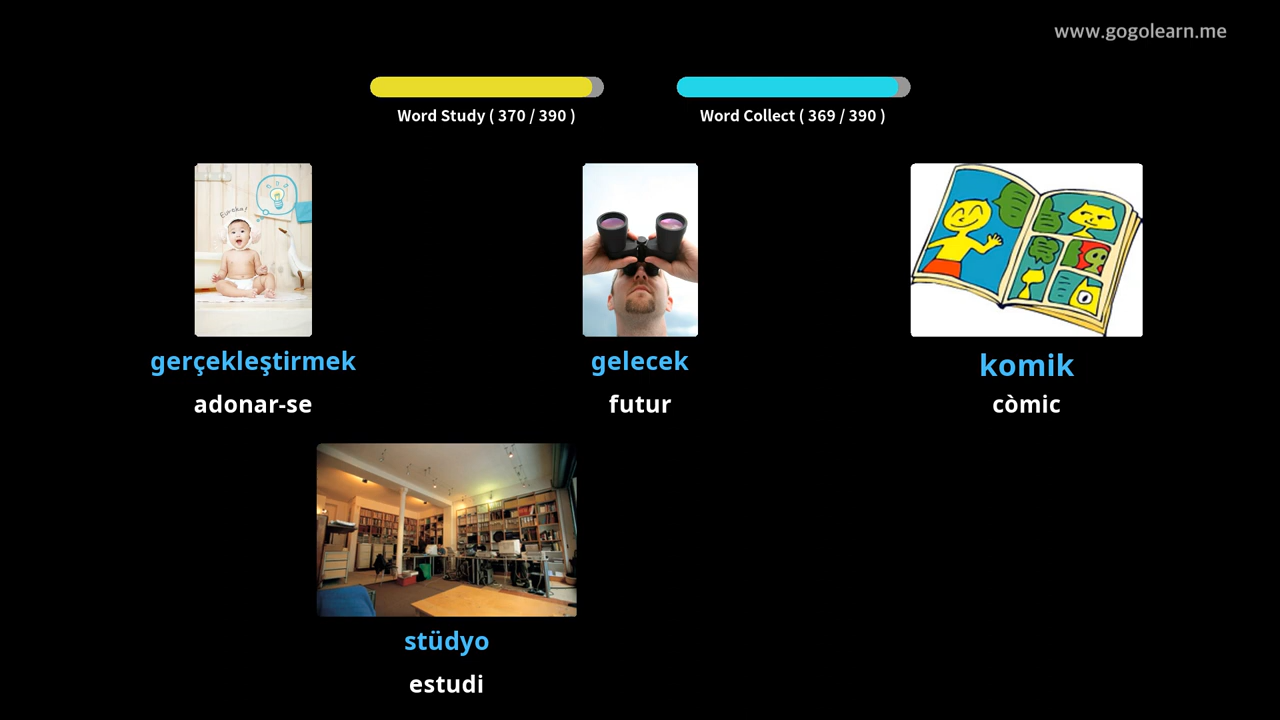 www.gogolearn.me
Word Study ( 370 / 390 )
Word Collect ( 369 / 390 )
Eureka!
gerçekleştirmek
gelecek
komik
adonar-se
futur
còmic
stüdyo
estudi